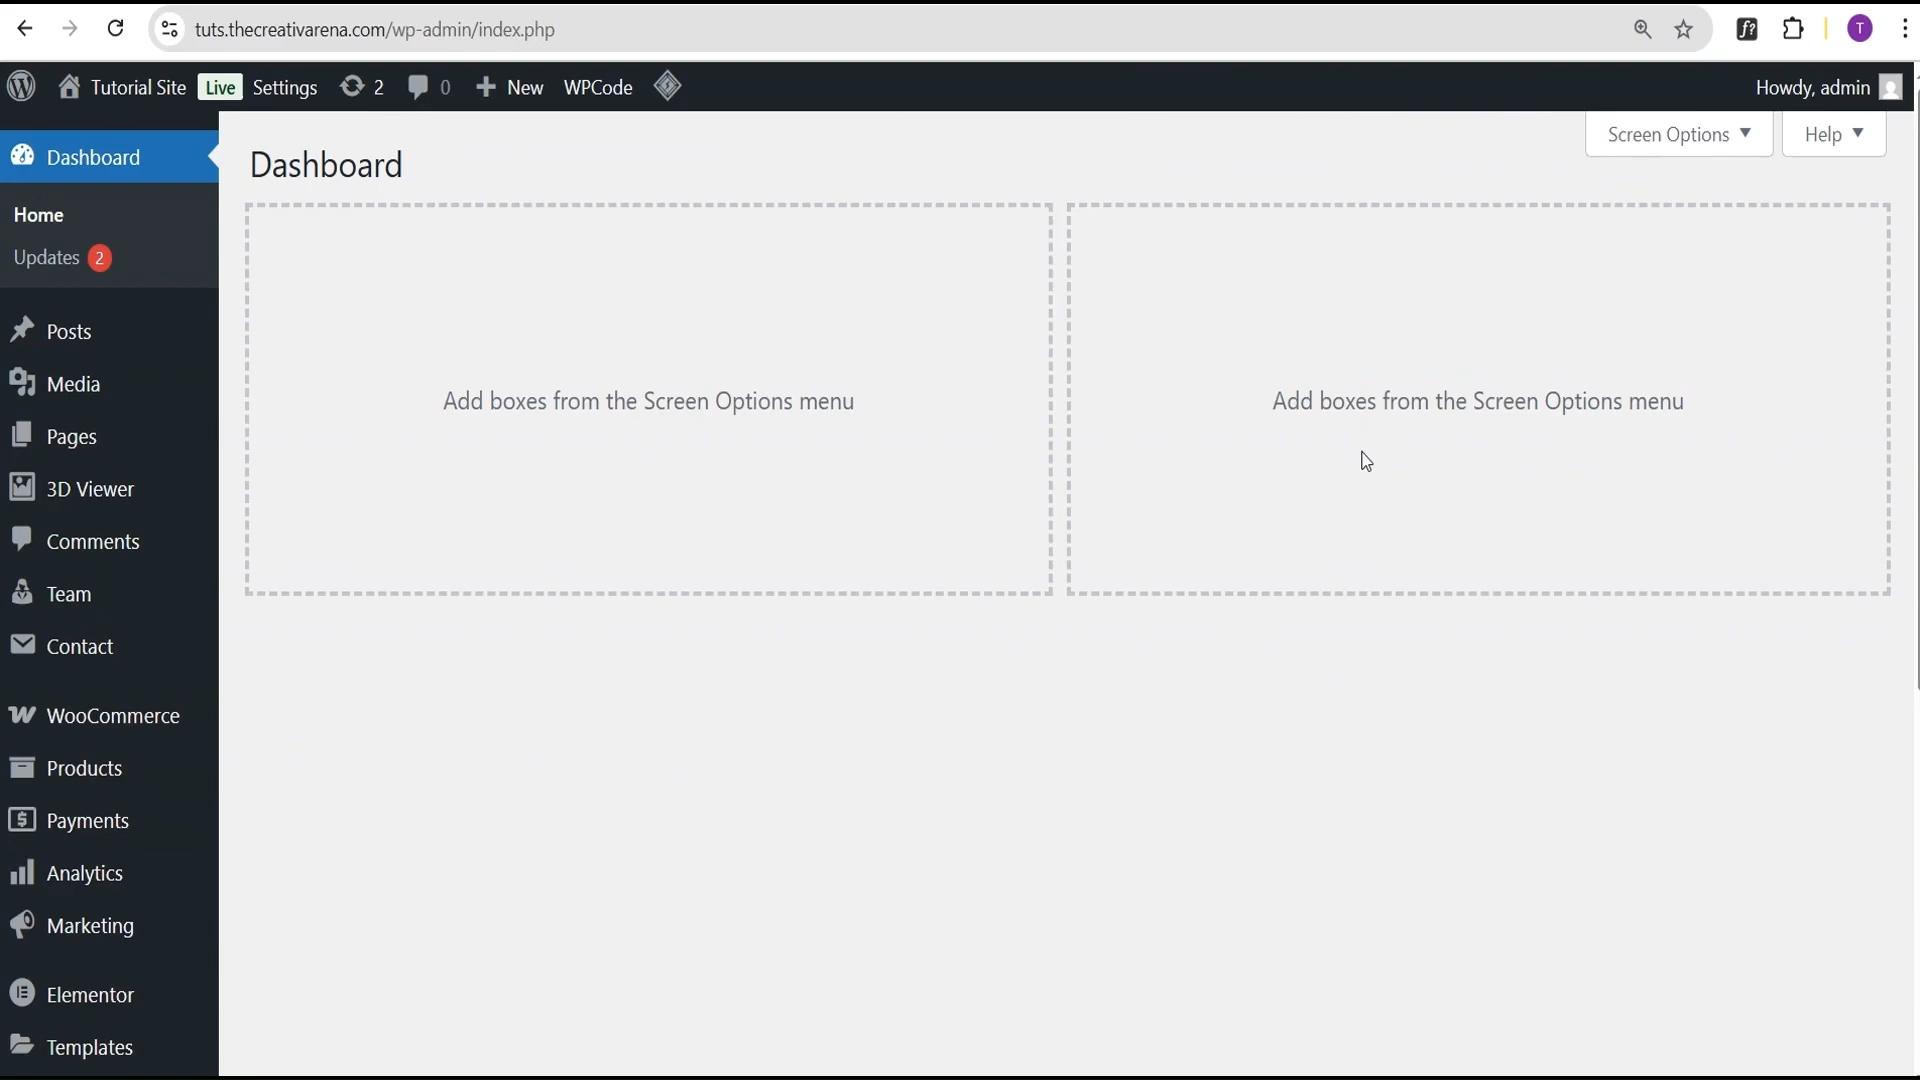 tuts.thecreativarena.com/wp-admin/index.php
T
Tutorial Site Live Settings 2 0 New WPCode
Howdy, admin
Dashboard
Home
Updates 2
Posts
Media
Pages
3D Viewer
Comments
Team
Contact
WooCommerce
Products
Payments
Analytics
Marketing
Elementor
Templates
Screen Options Help
Dashboard
Add boxes from the Screen Options menu
Add boxes from the Screen Options menu